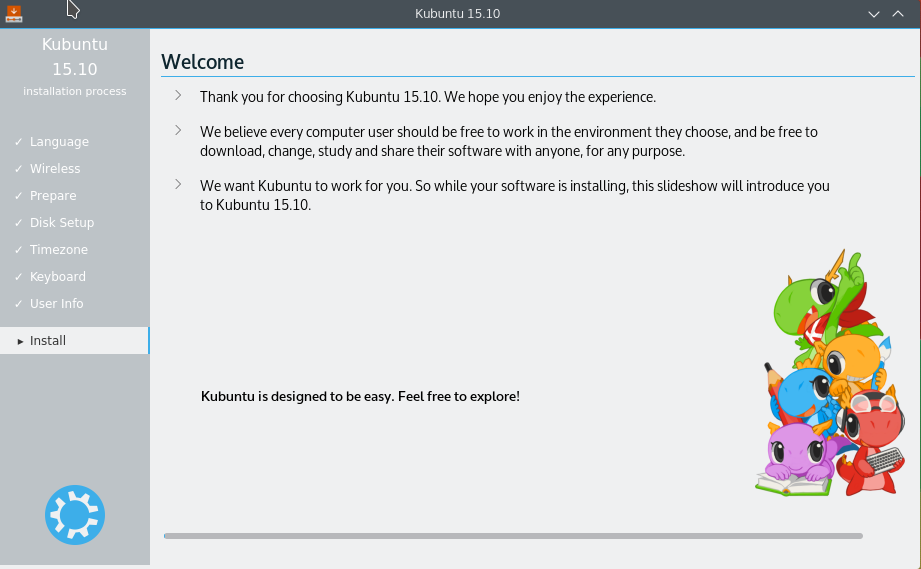 Kubuntu 15.10
Kubuntu
15.10
installation process
✓ Language
✓ Wireless
✓ Prepare
✓ Disk Setup
✓ Timezone
✓ Keyboard
✓ User Info
▸ Install
Welcome
Thank you for choosing Kubuntu 15.10. We hope you enjoy the experience.
We believe every computer user should be free to work in the environment they choose, and be free to
download, change, study and share their software with anyone, for any purpose.
We want Kubuntu to work for you. So while your software is installing, this slideshow will introduce you
to Kubuntu 15.10.
Kubuntu is designed to be easy. Feel free to explore!